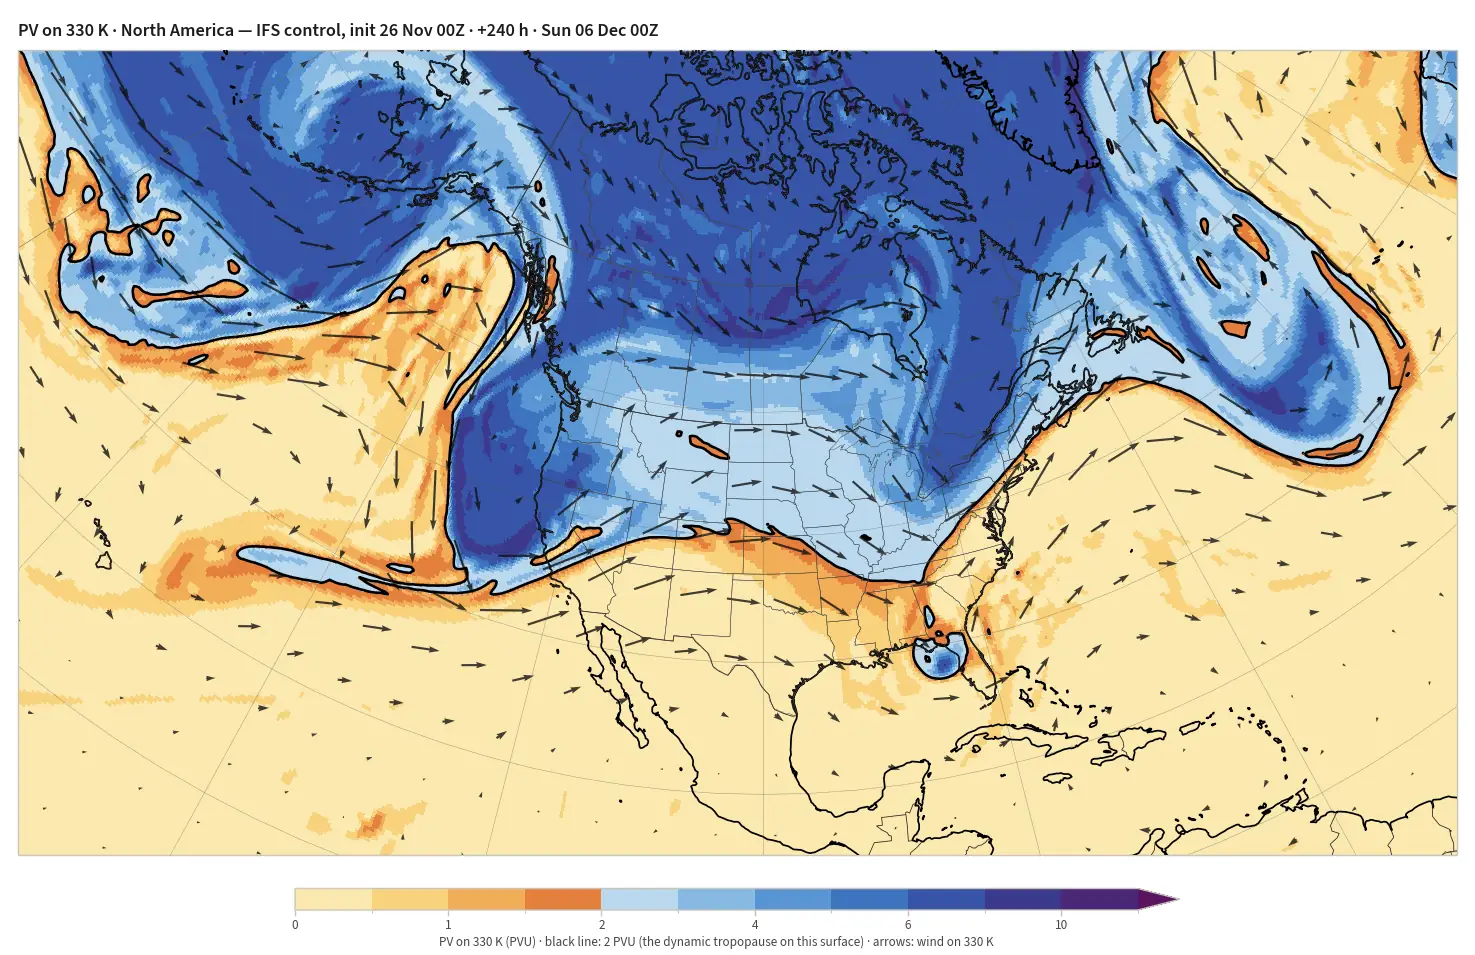 PV on 330 K · North America — IFS control, init 26 Nov 00Z · +240 h · Sun 06 Dec 00Z
0 1 2 4 6 10
PV on 330 K (PVU) · black line: 2 PVU (the dynamic tropopause on this surface) · arrows: wind on 330 K